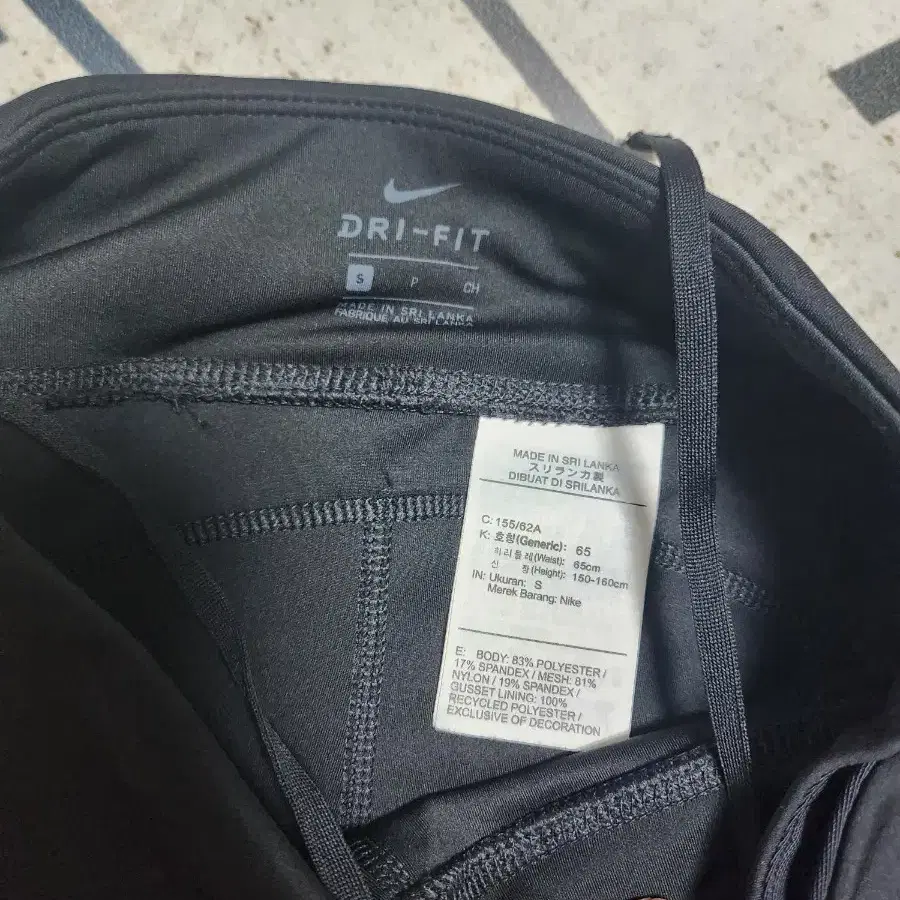 DRI-FIT
S P CH
MADE IN SRI LANKA
FABRIQUE AU SRI LANKA
MADE IN SRI LANKA
スリランカ製
DIBUAT DI SRILANKA
C: 155/62A
K: 호칭(Generic): 65
허리둘레(Waist): 65cm
신 장(Height): 150-160cm
IN: Ukuran: S
Merek Barang: Nike
E: BODY: 83% POLYESTER /
17% SPANDEX / MESH: 81%
NYLON / 19% SPANDEX /
GUSSET LINING: 100%
RECYCLED POLYESTER /
EXCLUSIVE OF DECORATION